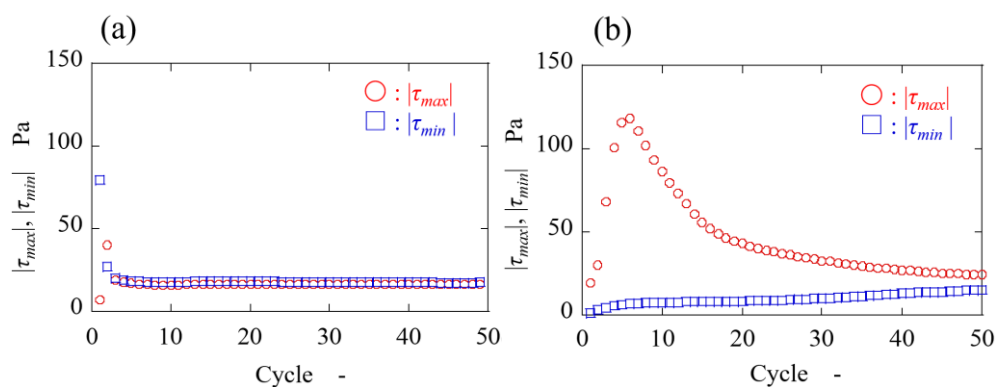 (a)
150
100
50
0
|τmax|, |τmin| Pa
: |τmax|
: |τmin |
0 10 20 30 40 50
Cycle -
(b)
150
100
50
0
|τmax|, |τmin| Pa
: |τmax|
: |τmin |
0 10 20 30 40 50
Cycle -